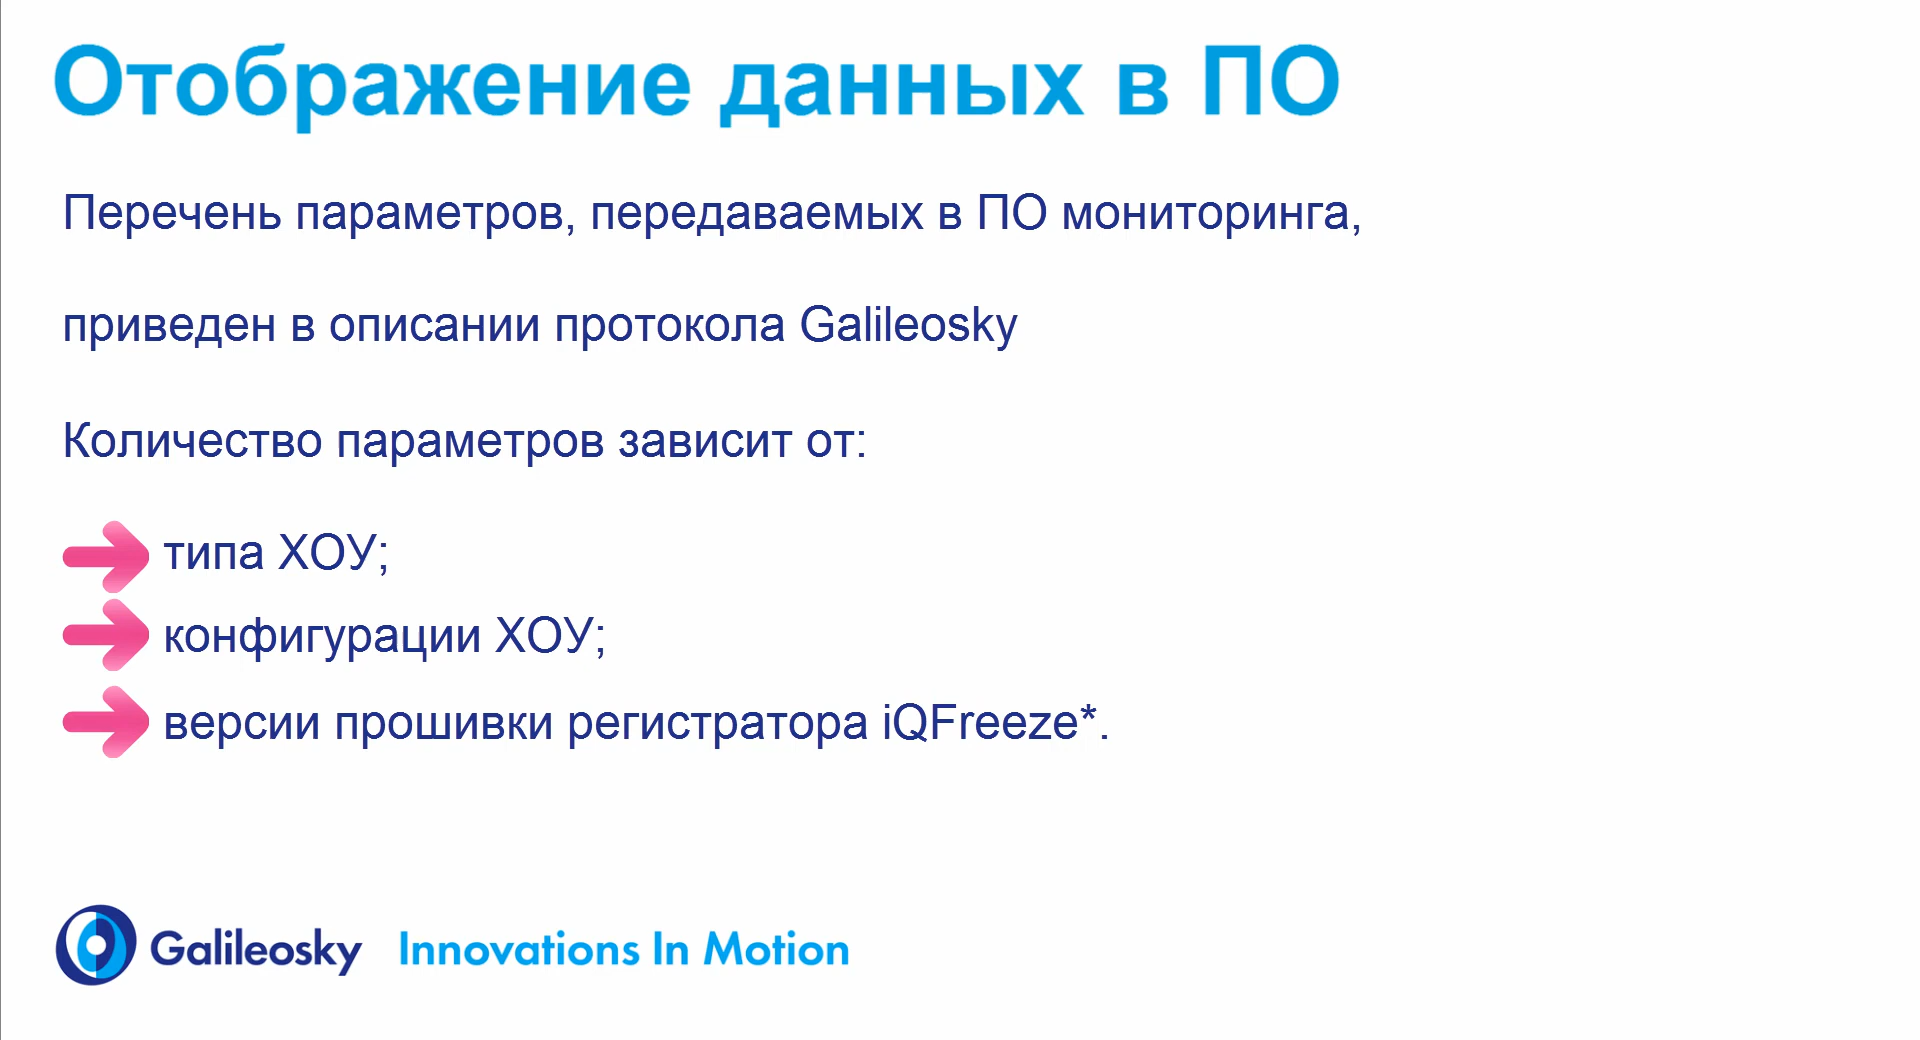 Отображение данных в ПО
Перечень параметров, передаваемых в ПО мониторинга,
приведен в описании протокола Galileosky
Количество параметров зависит от:
типа ХОУ;
конфигурации ХОУ;
версии прошивки регистратора iQFreeze*.
Galileosky Innovations In Motion